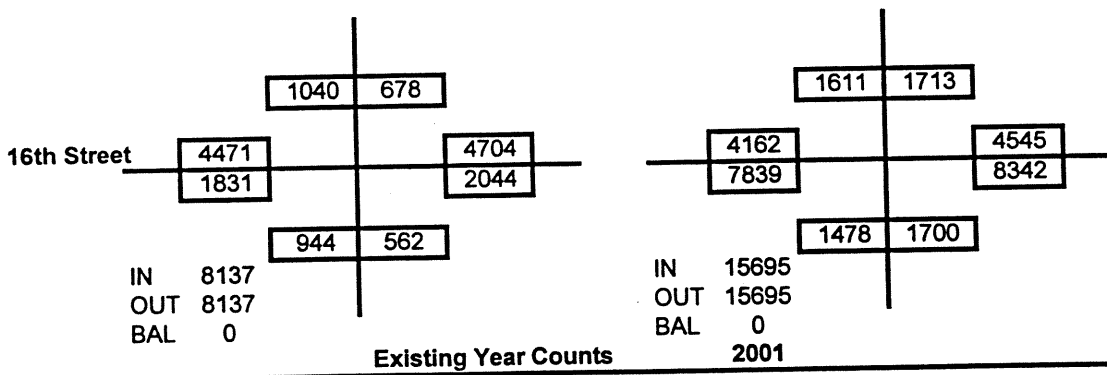 1040 678 1611 1713
16th Street 4471 4704 4162 4545
1831 2044 7839 8342
944 562 1478 1700
IN 8137 IN 15695
OUT 8137 OUT 15695
BAL 0 BAL 0
Existing Year Counts 2001